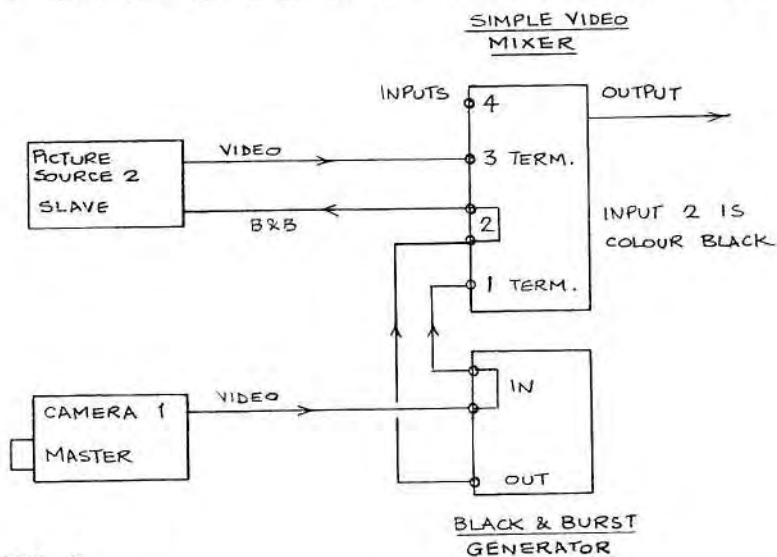 SIMPLE VIDEO
MIXER
INPUTS
4
OUTPUT
PICTURE
SOURCE 2
SLAVE
VIDEO
3 TERM.
B&B
2
INPUT 2 IS
COLOUR BLACK
1 TERM.
CAMERA 1
MASTER
VIDEO
IN
OUT
BLACK & BURST
GENERATOR